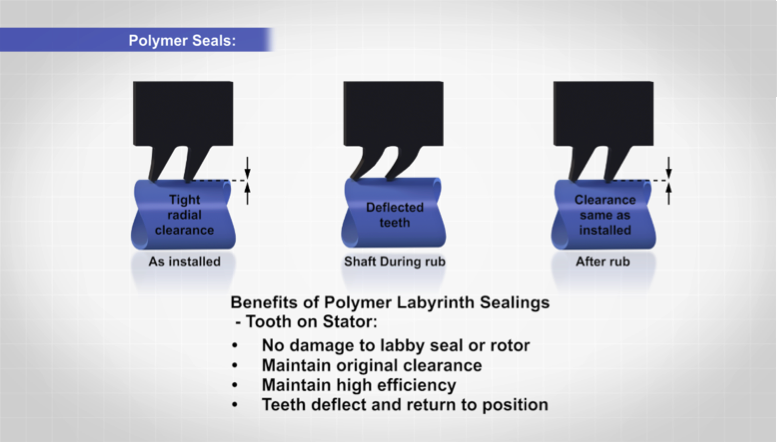 Polymer Seals:
Tight
radial
clearance
As installed
Deflected
teeth
Shaft During rub
Clearance
same as
installed
After rub
Benefits of Polymer Labyrinth Sealings
- Tooth on Stator:
• No damage to labby seal or rotor
• Maintain original clearance
• Maintain high efficiency
• Teeth deflect and return to position